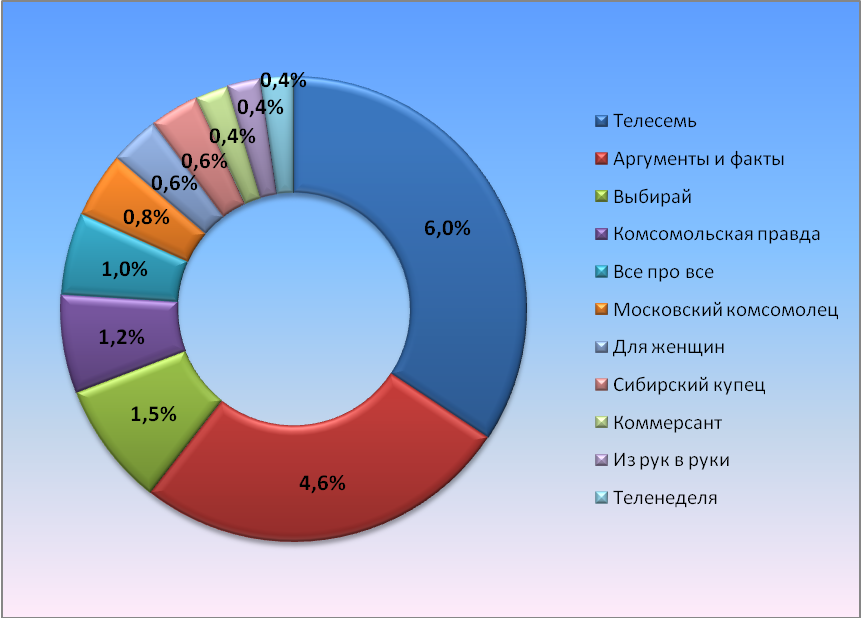 6,0%
4,6%
1,5%
1,2%
1,0%
0,8%
0,6%
0,6%
0,4%
0,4%
0,4%
Телесемь
Аргументы и факты
Выбирай
Комсомольская правда
Все про все
Московский комсомолец
Для женщин
Сибирский купец
Коммерсант
Из рук в руки
Теленеделя